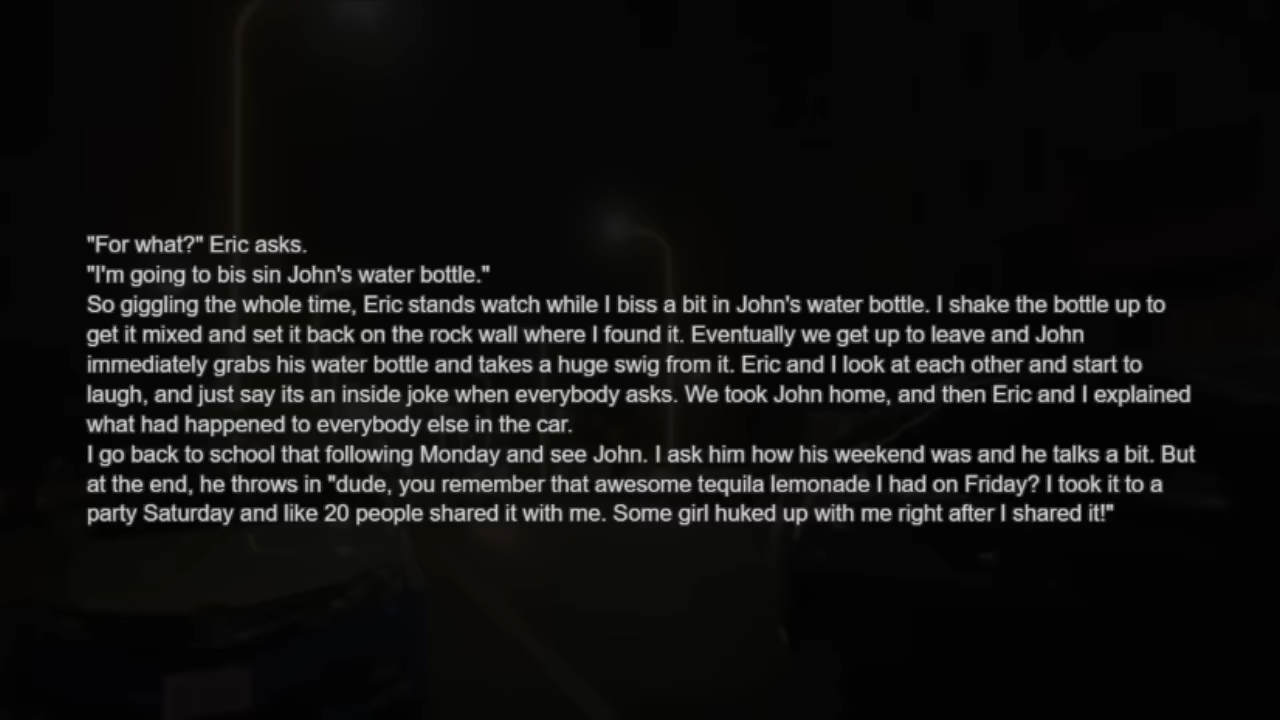 "For what?" Eric asks.
"I'm going to bis sin John's water bottle."
So giggling the whole time, Eric stands watch while I biss a bit in John's water bottle. I shake the bottle up to
get it mixed and set it back on the rock wall where I found it. Eventually we get up to leave and John
immediately grabs his water bottle and takes a huge swig from it. Eric and I look at each other and start to
laugh, and just say its an inside joke when everybody asks. We took John home, and then Eric and I explained
what had happened to everybody else in the car.
I go back to school that following Monday and see John. I ask him how his weekend was and he talks a bit. But
at the end, he throws in "dude, you remember that awesome tequila lemonade I had on Friday? I took it to a
party Saturday and like 20 people shared it with me. Some girl huked up with me right after I shared it!"